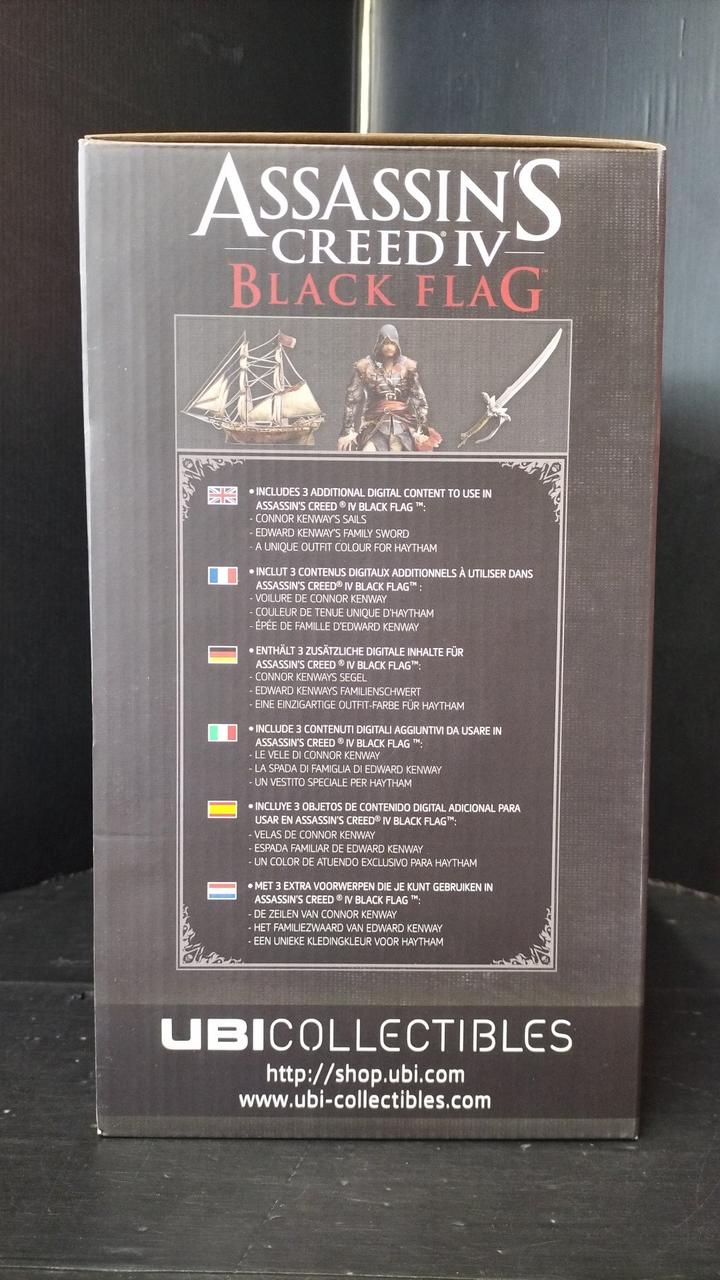 ASSASSIN'S
CREED® IV
BLACK FLAG™
• INCLUDES 3 ADDITIONAL DIGITAL CONTENT TO USE IN
ASSASSIN'S CREED ® IV BLACK FLAG ™:
- CONNOR KENWAY'S SAILS
- EDWARD KENWAY'S FAMILY SWORD
- A UNIQUE OUTFIT COLOUR FOR HAYTHAM
• INCLUT 3 CONTENUS DIGITAUX ADDITIONNELS À UTILISER DANS
ASSASSIN'S CREED® IV BLACK FLAG™ :
- VOILURE DE CONNOR KENWAY
- COULEUR DE TENUE UNIQUE D'HAYTHAM
- ÉPÉE DE FAMILLE D'EDWARD KENWAY
• ENTHÄLT 3 ZUSÄTZLICHE DIGITALE INHALTE FÜR
ASSASSIN'S CREED ® IV BLACK FLAG™:
- CONNOR KENWAYS SEGEL
- EDWARD KENWAYS FAMILIENSCHWERT
- EINE EINZIGARTIGE OUTFIT-FARBE FÜR HAYTHAM
• INCLUDE 3 CONTENUTI DIGITALI AGGIUNTIVI DA USARE IN
ASSASSIN'S CREED ® IV BLACK FLAG ™:
- LE VELE DI CONNOR KENWAY
- LA SPADA DI FAMIGLIA DI EDWARD KENWAY
- UN VESTITO SPECIALE PER HAYTHAM
• INCLUYE 3 OBJETOS DE CONTENIDO DIGITAL ADICIONAL PARA
USAR EN ASSASSIN'S CREED® IV BLACK FLAG™:
- VELAS DE CONNOR KENWAY
- ESPADA FAMILIAR DE EDWARD KENWAY
- UN COLOR DE ATUENDO EXCLUSIVO PARA HAYTHAM
• MET 3 EXTRA VOORWERPEN DIE JE KUNT GEBRUIKEN IN
ASSASSIN'S CREED ® IV BLACK FLAG ™:
- DE ZEILEN VAN CONNOR KENWAY
- HET FAMILIEZWAARD VAN EDWARD KENWAY
- EEN UNIEKE KLEDINGKLEUR VOOR HAYTHAM
UBICOLLECTIBLES
http://shop.ubi.com
www.ubi-collectibles.com